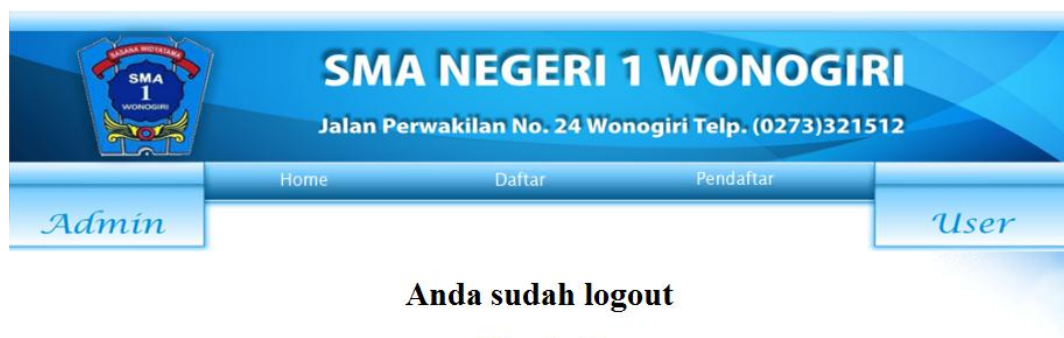 SASANA WIDYATAMA
SMA
1
WONOGIRI
SMA NEGERI 1 WONOGIRI
Jalan Perwakilan No. 24 Wonogiri Telp. (0273)321512
Home Daftar Pendaftar
Admin User
Anda sudah logout